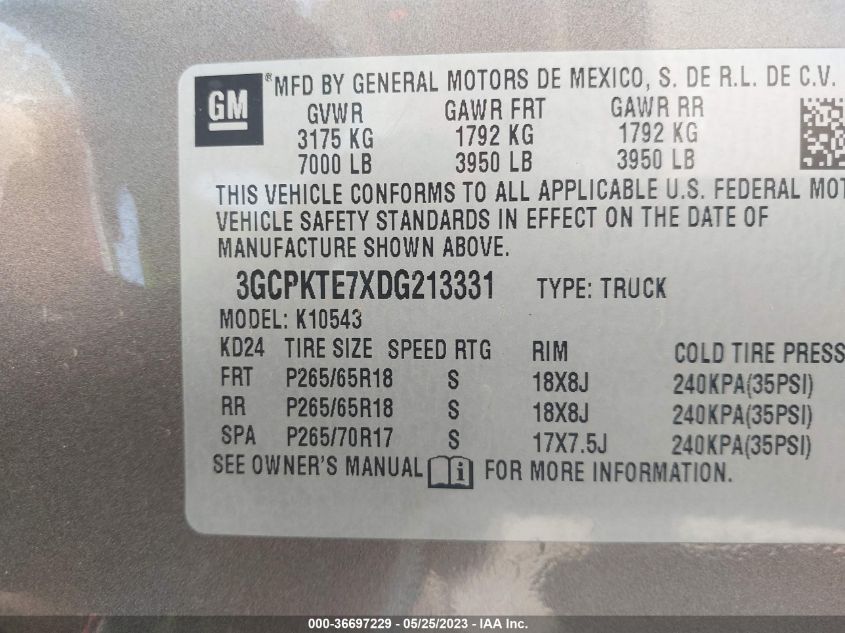 GM
® MFD BY GENERAL MOTORS DE MEXICO, S. DE R.L. DE C.V.
GVWR GAWR FRT GAWR RR
3175 KG 1792 KG 1792 KG
7000 LB 3950 LB 3950 LB
THIS VEHICLE CONFORMS TO ALL APPLICABLE U.S. FEDERAL MOT
VEHICLE SAFETY STANDARDS IN EFFECT ON THE DATE OF
MANUFACTURE SHOWN ABOVE.
3GCPKTE7XDG213331 TYPE: TRUCK
MODEL: K10543
KD24 TIRE SIZE SPEED RTG RIM COLD TIRE PRESS
FRT P265/65R18 S 18X8J 240KPA(35PSI)
RR P265/65R18 S 18X8J 240KPA(35PSI)
SPA P265/70R17 S 17X7.5J 240KPA(35PSI)
SEE OWNER'S MANUAL i FOR MORE INFORMATION.
000-36697229 - 05/25/2023 - IAA Inc.